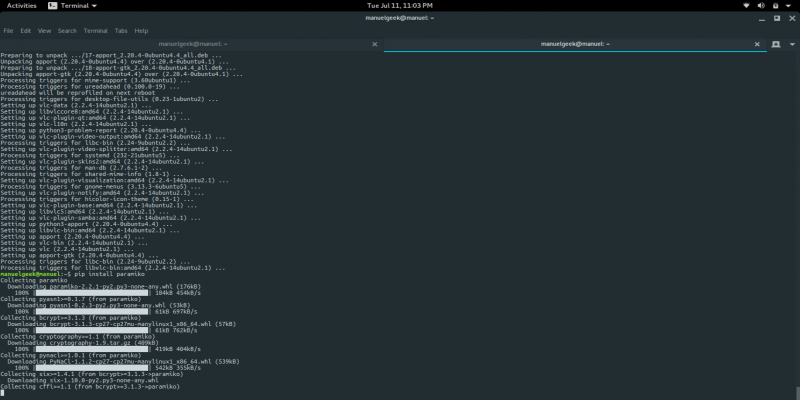 Activities Terminal Tue Jul 11, 11:03 PM
manuelgeek@manuel: ~
File Edit View Search Terminal Tabs Help
manuelgeek@manuel: ~ manuelgeek@manuel: ~
Preparing to unpack .../17-apport_2.20.4-0ubuntu4.4_all.deb ...
Unpacking apport (2.20.4-0ubuntu4.4) over (2.20.4-0ubuntu4.1) ...
Preparing to unpack .../18-apport-gtk_2.20.4-0ubuntu4.4_all.deb ...
Unpacking apport-gtk (2.20.4-0ubuntu4.4) over (2.20.4-0ubuntu4.1) ...
Processing triggers for mime-support (3.60ubuntu1) ...
Processing triggers for ureadahead (0.100.0-19) ...
ureadahead will be reprofiled on next reboot
Processing triggers for desktop-file-utils (0.23-1ubuntu2) ...
Setting up vlc-data (2.2.4-14ubuntu2.1) ...
Setting up libvlccore8:amd64 (2.2.4-14ubuntu2.1) ...
Setting up vlc-plugin-qt:amd64 (2.2.4-14ubuntu2.1) ...
Setting up vlc-l10n (2.2.4-14ubuntu2.1) ...
Setting up python3-problem-report (2.20.4-0ubuntu4.4) ...
Setting up vlc-plugin-video-output:amd64 (2.2.4-14ubuntu2.1) ...
Processing triggers for libc-bin (2.24-9ubuntu2.2) ...
Setting up vlc-plugin-video-splitter:amd64 (2.2.4-14ubuntu2.1) ...
Processing triggers for systemd (232-21ubuntu5) ...
Setting up vlc-plugin-skins2:amd64 (2.2.4-14ubuntu2.1) ...
Processing triggers for man-db (2.7.6.1-2) ...
Processing triggers for shared-mime-info (1.8-1) ...
Setting up vlc-plugin-visualization:amd64 (2.2.4-14ubuntu2.1) ...
Processing triggers for gnome-menus (3.13.3-6ubuntu5) ...
Setting up vlc-plugin-notify:amd64 (2.2.4-14ubuntu2.1) ...
Processing triggers for hicolor-icon-theme (0.15-1) ...
Setting up vlc-plugin-base:amd64 (2.2.4-14ubuntu2.1) ...
Setting up libvlc5:amd64 (2.2.4-14ubuntu2.1) ...
Setting up vlc-plugin-samba:amd64 (2.2.4-14ubuntu2.1) ...
Setting up python3-apport (2.20.4-0ubuntu4.4) ...
Setting up libvlc-bin:amd64 (2.2.4-14ubuntu2.1) ...
Setting up apport (2.20.4-0ubuntu4.4) ...
Setting up vlc-bin (2.2.4-14ubuntu2.1) ...
Setting up vlc (2.2.4-14ubuntu2.1) ...
Setting up apport-gtk (2.20.4-0ubuntu4.4) ...
Processing triggers for libc-bin (2.24-9ubuntu2.2) ...
Processing triggers for libvlc-bin:amd64 (2.2.4-14ubuntu2.1) ...
manuelgeek@manuel:~$ pip install paramiko
Collecting paramiko
Downloading paramiko-2.2.1-py2.py3-none-any.whl (176kB)
100% 184kB 454kB/s
Collecting pyasn1>=0.1.7 (from paramiko)
Downloading pyasn1-0.2.3-py2.py3-none-any.whl (53kB)
100% 61kB 697kB/s
Collecting bcrypt>=3.1.3 (from paramiko)
Downloading bcrypt-3.1.3-cp27-cp27mu-manylinux1_x86_64.whl (57kB)
100% 61kB 762kB/s
Collecting cryptography>=1.1 (from paramiko)
Downloading cryptography-1.9.tar.gz (409kB)
100% 419kB 404kB/s
Collecting pynacl>=1.0.1 (from paramiko)
Downloading PyNaCl-1.1.2-cp27-cp27mu-manylinux1_x86_64.whl (539kB)
100% 542kB 355kB/s
Collecting six>=1.4.1 (from bcrypt>=3.1.3->paramiko)
Downloading six-1.10.0-py2.py3-none-any.whl
Collecting cffi>=1.1 (from bcrypt>=3.1.3->paramiko)